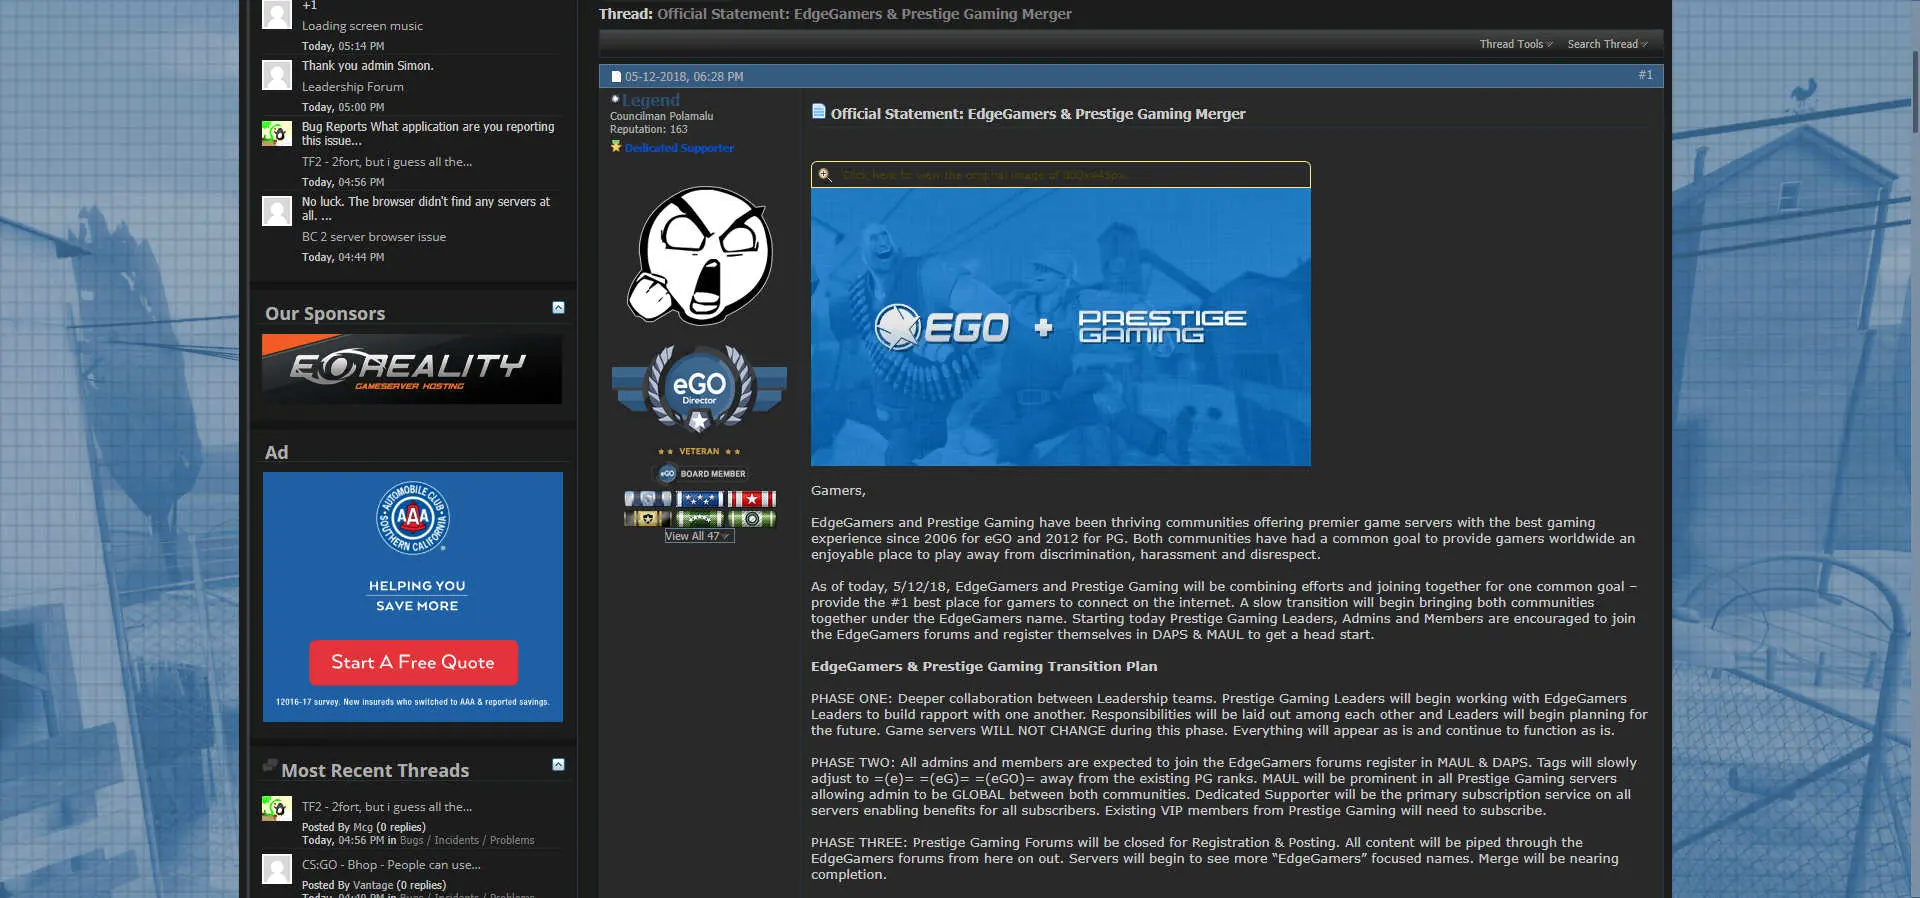 +1
Loading screen music
Today, 05:14 PM
Thank you admin Simon.
Leadership Forum
Today, 05:00 PM
Bug Reports What application are you reporting
this issue...
TF2 - 2fort, but i guess all the...
Today, 04:56 PM
No luck. The browser didn't find any servers at
all. ...
BC 2 server browser issue
Today, 04:44 PM
Our Sponsors
EOREALITY
GAMESERVER HOSTING
Ad
AUTOMOBILE CLUB
AAA
SOUTHERN CALIFORNIA
HELPING YOU
SAVE MORE
Start A Free Quote
12016-17 survey. New insureds who switched to AAA & reported savings.
Most Recent Threads
TF2 - 2fort, but i guess all the...
Posted By Mcg (0 replies)
Today, 04:56 PM in Bugs / Incidents / Problems
CS:GO - Bhop - People can use...
Posted By Vantage (0 replies)
Today, 04:40 PM in Bugs / Incidents / Problems
Thread: Official Statement: EdgeGamers & Prestige Gaming Merger
Thread Tools Search Thread
05-12-2018, 06:28 PM #1
Legend
Councilman Polamalu
Reputation: 163
Dedicated Supporter
eGO
Director
VETERAN
eGO BOARD MEMBER
View All 47
Official Statement: EdgeGamers & Prestige Gaming Merger
Click here to view the original image of
EGO + PRESTIGE GAMING
Gamers,
EdgeGamers and Prestige Gaming have been thriving communities offering premier game servers with the best gaming
experience since 2006 for eGO and 2012 for PG. Both communities have had a common goal to provide gamers worldwide an
enjoyable place to play away from discrimination, harassment and disrespect.
As of today, 5/12/18, EdgeGamers and Prestige Gaming will be combining efforts and joining together for one common goal –
provide the #1 best place for gamers to connect on the internet. A slow transition will begin bringing both communities
together under the EdgeGamers name. Starting today Prestige Gaming Leaders, Admins and Members are encouraged to join
the EdgeGamers forums and register themselves in DAPS & MAUL to get a head start.
EdgeGamers & Prestige Gaming Transition Plan
PHASE ONE: Deeper collaboration between Leadership teams. Prestige Gaming Leaders will begin working with EdgeGamers
Leaders to build rapport with one another. Responsibilities will be laid out among each other and Leaders will begin planning for
the future. Game servers WILL NOT CHANGE during this phase. Everything will appear as is and continue to function as is.
PHASE TWO: All admins and members are expected to join the EdgeGamers forums register in MAUL & DAPS. Tags will slowly
adjust to =(e)= =(eG)= =(eGO)= away from the existing PG ranks. MAUL will be prominent in all Prestige Gaming servers
allowing admin to be GLOBAL between both communities. Dedicated Supporter will be the primary subscription service on all
servers enabling benefits for all subscribers. Existing VIP members from Prestige Gaming will need to subscribe.
PHASE THREE: Prestige Gaming Forums will be closed for Registration & Posting. All content will be piped through the
EdgeGamers forums from here on out. Servers will begin to see more “EdgeGamers” focused names. Merge will be nearing
completion.